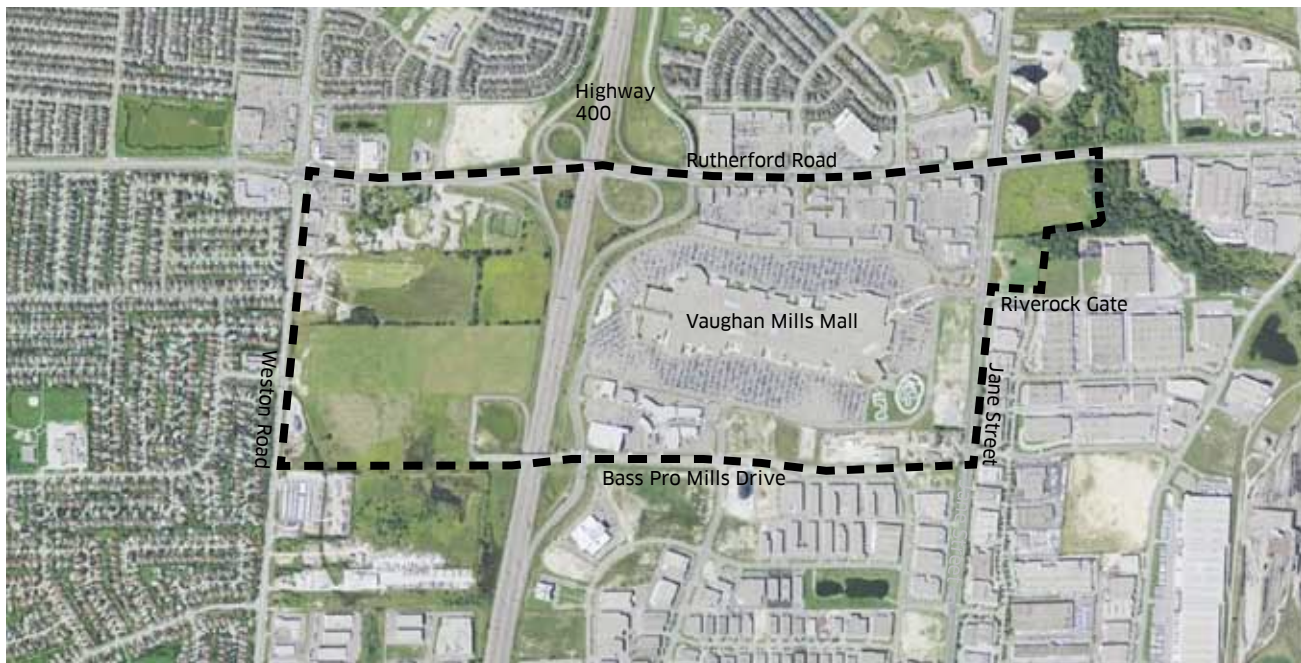 Highway
400
Rutherford Road
Vaughan Mills Mall
Riverock Gate
Weston Road
Jane Street
Bass Pro Mills Drive